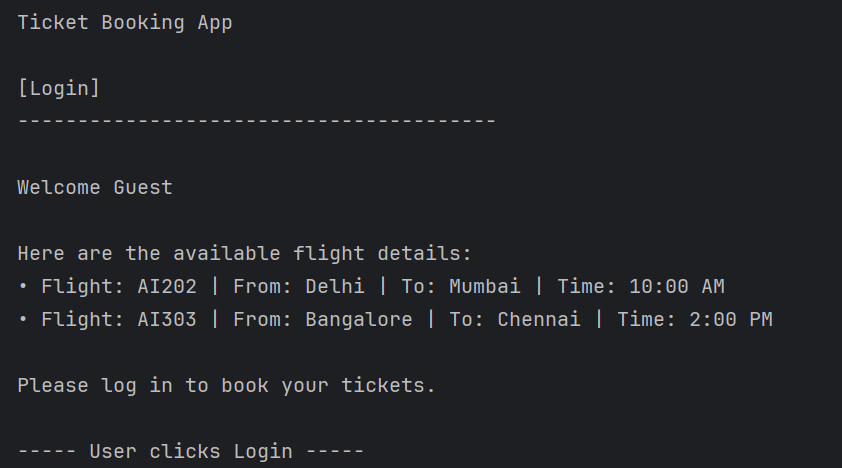 Ticket Booking App
[Login]
----------------------------------------
Welcome Guest
Here are the available flight details:
• Flight: AI202 | From: Delhi | To: Mumbai | Time: 10:00 AM
• Flight: AI303 | From: Bangalore | To: Chennai | Time: 2:00 PM
Please log in to book your tickets.
----- User clicks Login -----